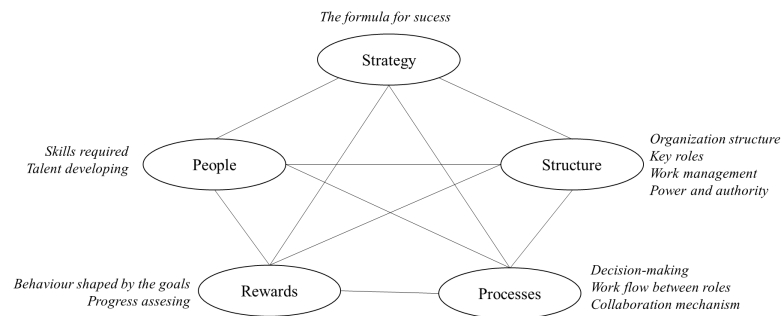 The formula for sucess
Strategy
Skills required
Talent developing
People
Structure
Organization structure
Key roles
Work management
Power and authority
Behaviour shaped by the goals
Progress assesing
Rewards
Processes
Decision-making
Work flow between roles
Collaboration mechanism